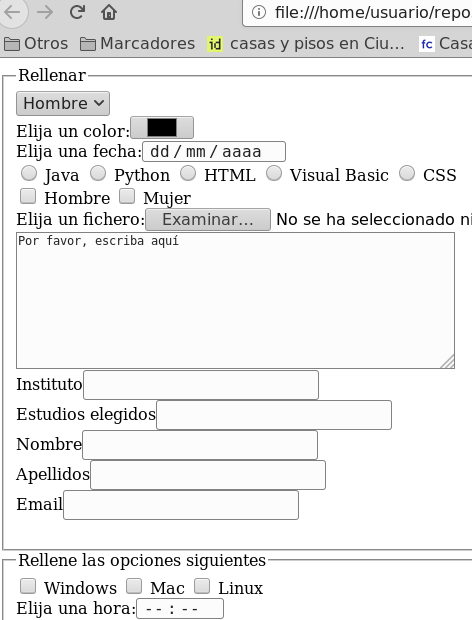 file:///home/usuario/repo
Otros Marcadores id casas y pisos en Ciu... fc Casa
Rellenar
Hombre
Elija un color:
Elija una fecha: dd/mm/aaaa
Java Python HTML Visual Basic CSS
Hombre Mujer
Elija un fichero: Examinar... No se ha seleccionado ni
Por favor, escriba aquí
Instituto
Estudios elegidos
Nombre
Apellidos
Email
Rellene las opciones siguientes
Windows Mac Linux
Elija una hora: --:--